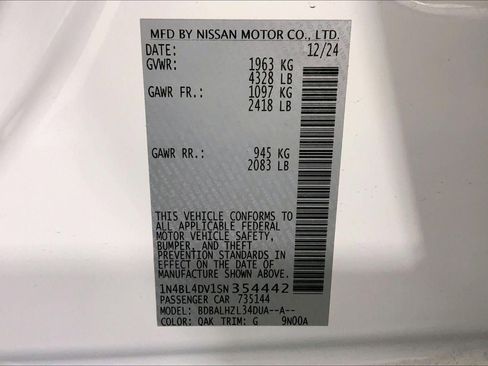 MFD BY NISSAN MOTOR CO., LTD.
DATE: 12/24
GVWR: 1963 KG
4328 LB
GAWR FR.: 1097 KG
2418 LB
GAWR RR.: 945 KG
2083 LB
THIS VEHICLE CONFORMS TO
ALL APPLICABLE FEDERAL
MOTOR VEHICLE SAFETY,
BUMPER, AND THEFT
PREVENTION STANDARDS IN
EFFECT ON THE DATE OF
MANUFACTURE SHOWN ABOVE.
1N4BL4DV1SN354442
PASSENGER CAR 735144
MODEL: BDBALHZL34DUA--A--
COLOR: QAK TRIM: G 9N00A